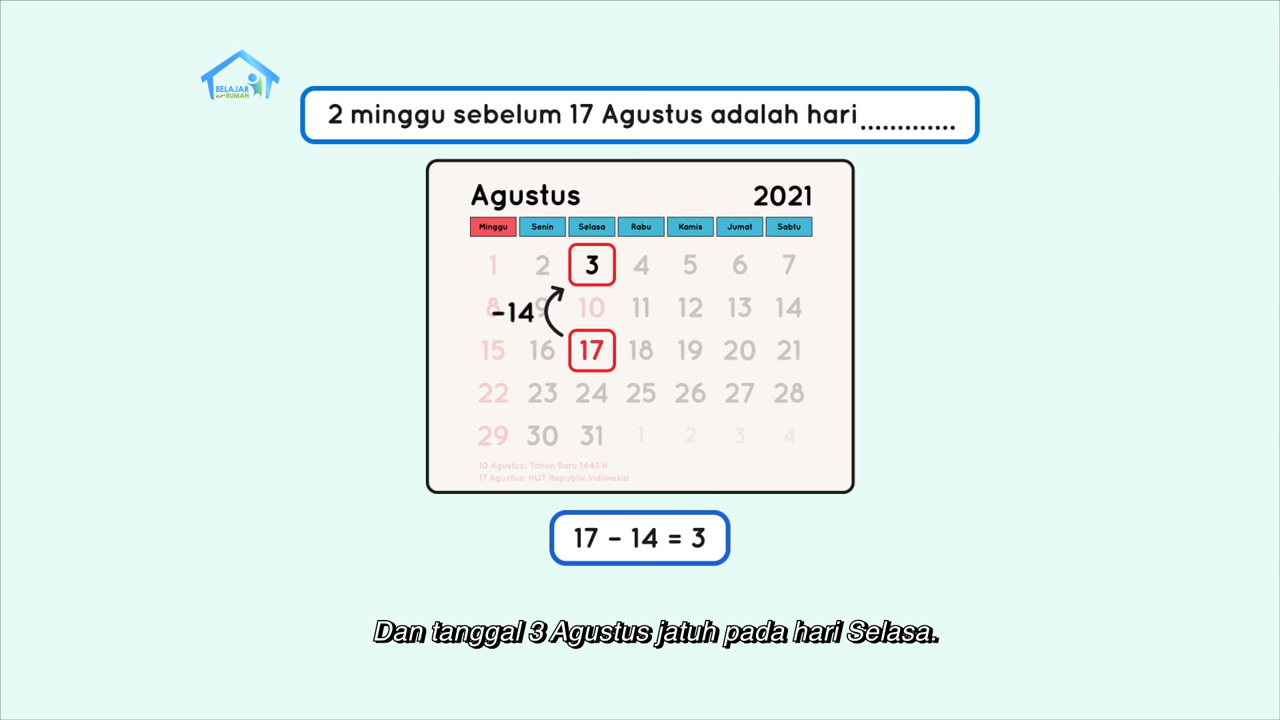 BELAJAR
dari RUMAH
2 minggu sebelum 17 Agustus adalah hari.............
Agustus 2021
Minggu Senin Selasa Rabu Kamis Jumat Sabtu
1 2 3 4 5 6 7
8 9 10 11 12 13 14
-14
15 16 17 18 19 20 21
22 23 24 25 26 27 28
29 30 31 1 2 3 4
10 Agustus: Tahun Baru 1443 H
17 Agustus: HUT Republik Indonesia
17 - 14 = 3
Dan tanggal 3 Agustus jatuh pada hari Selasa.